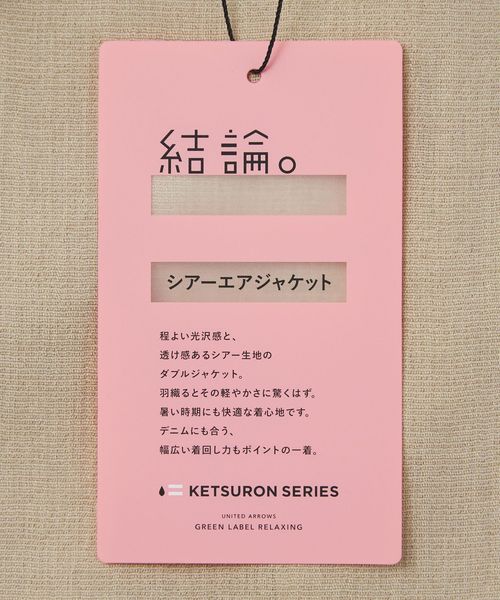 結論。
シアーエアジャケット
程よい光沢感と、
透け感あるシアー生地の
ダブルジャケット。
羽織るとその軽やかさに驚くはず。
暑い時期にも快適な着心地です。
デニムにも合う、
幅広い着回し力もポイントの一着。
KETSURON SERIES
UNITED ARROWS
GREEN LABEL RELAXING